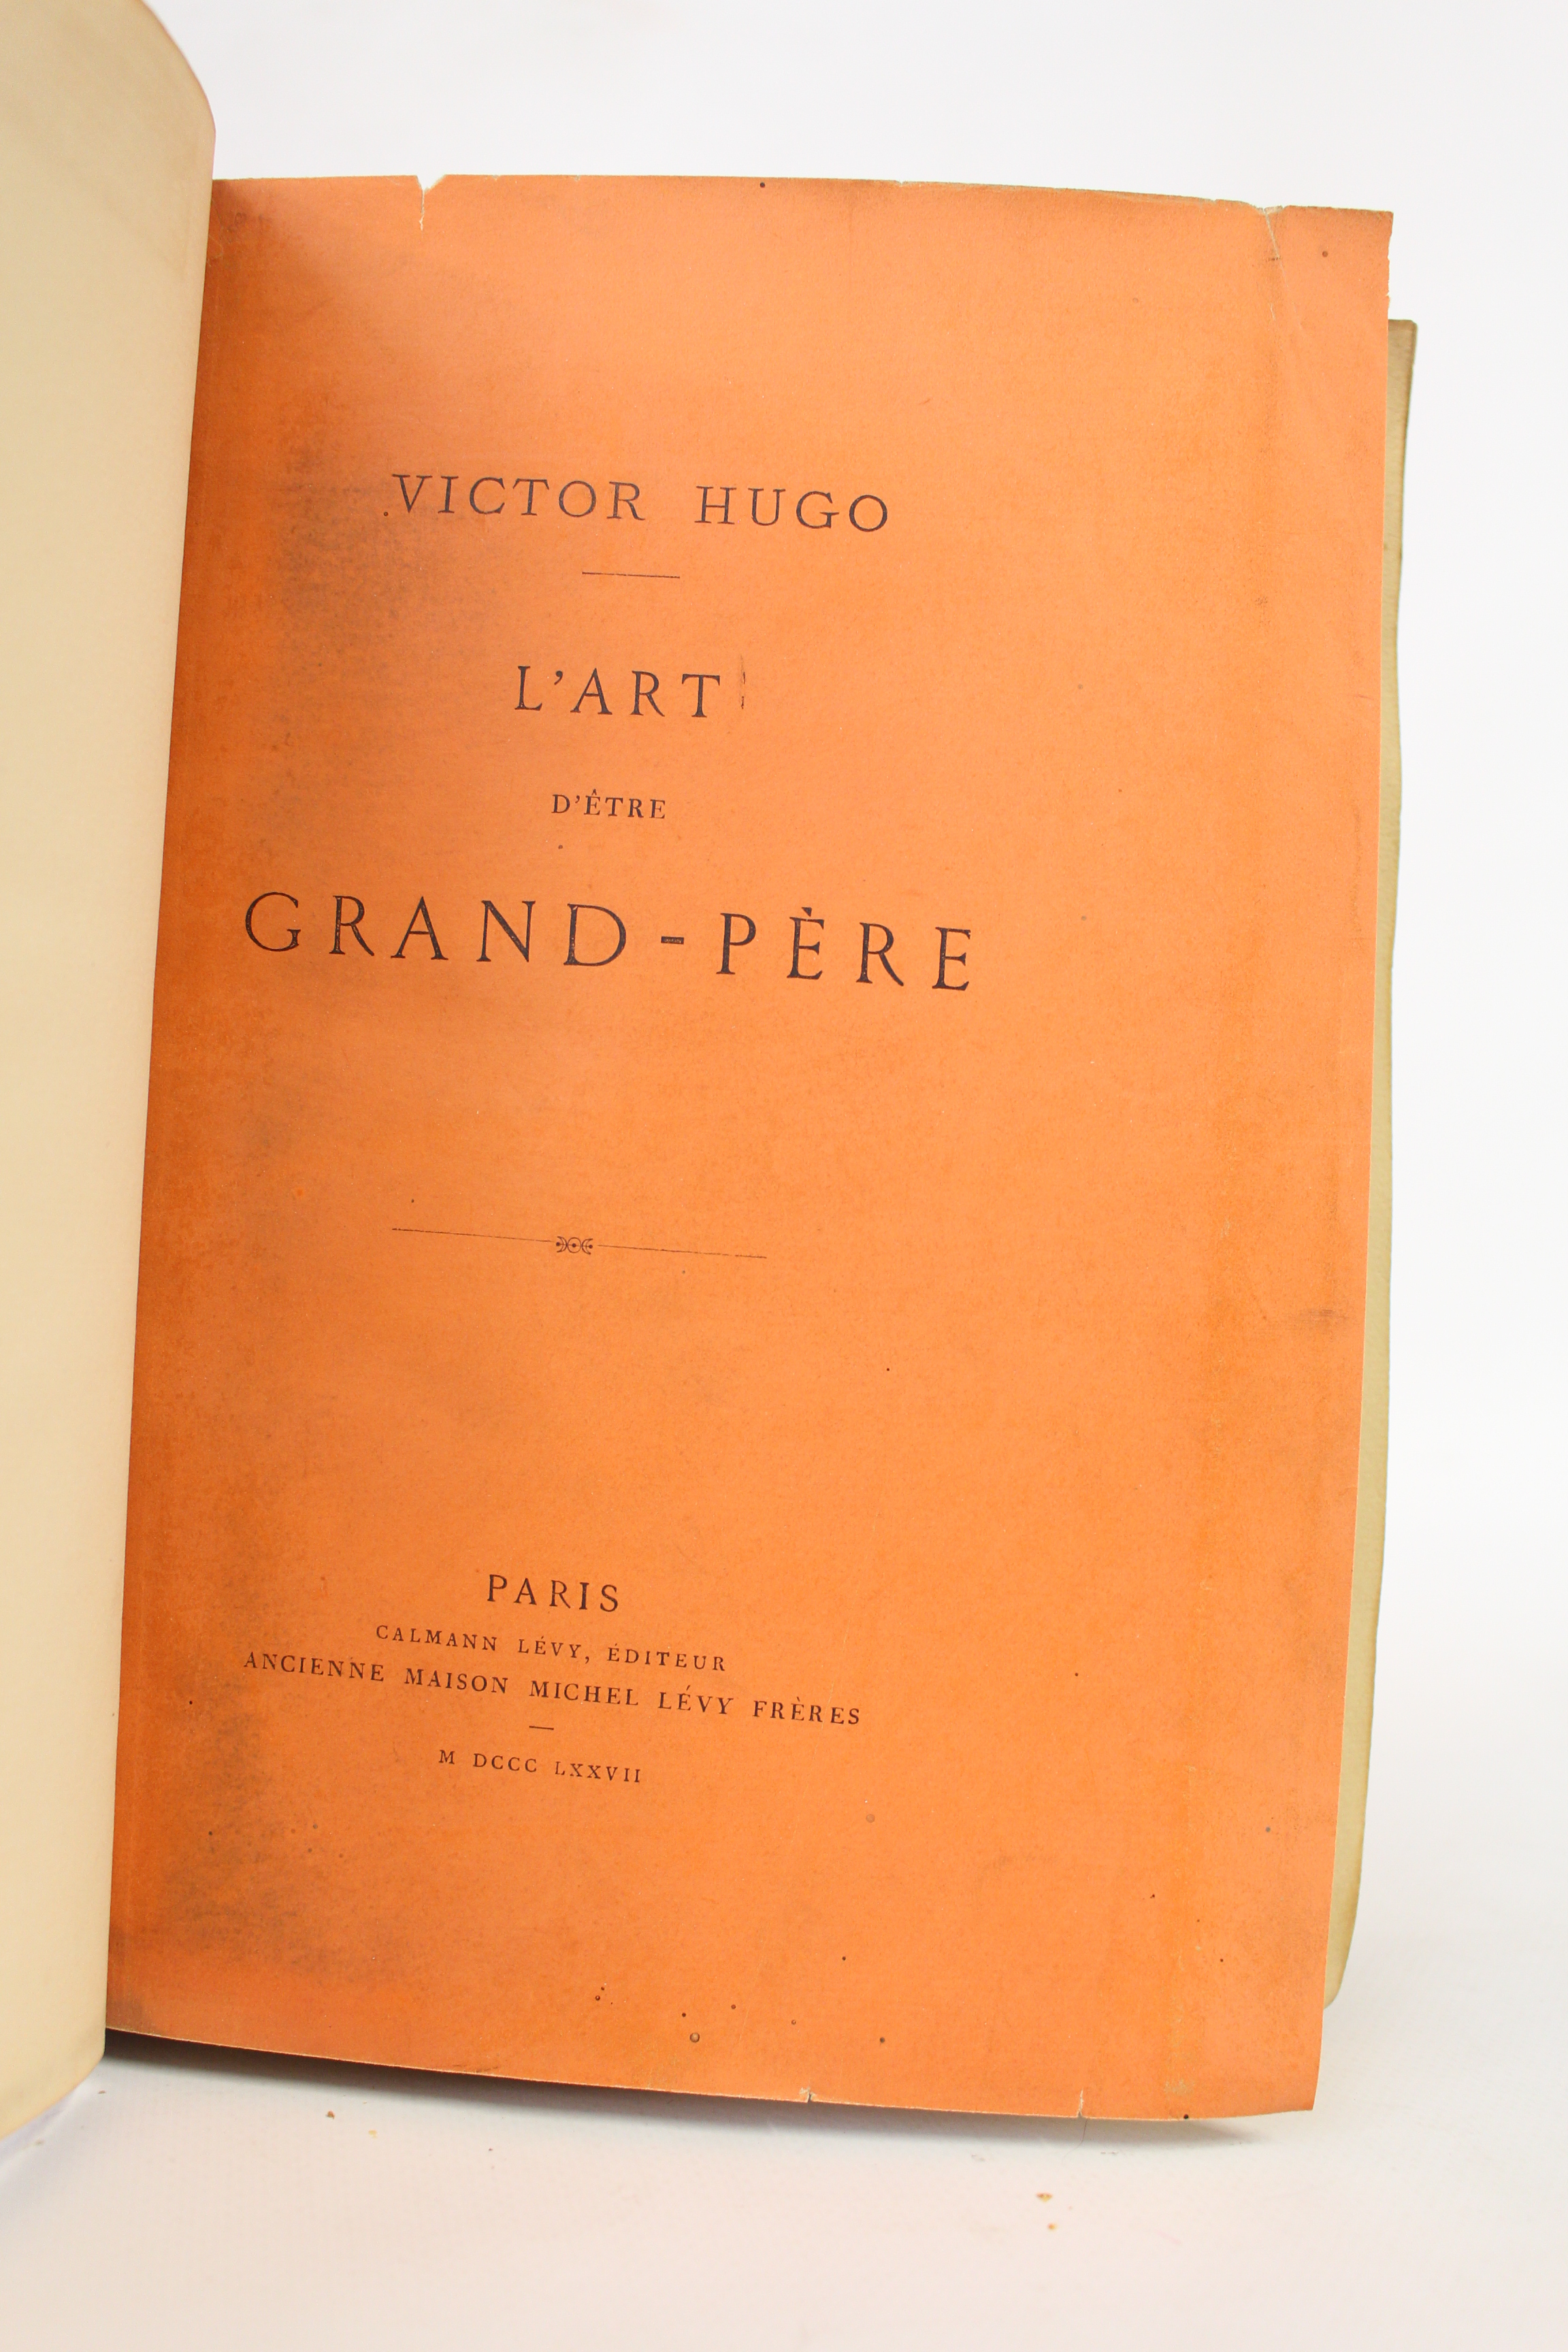 VICTOR HUGO
L'ART
D'ÊTRE
GRAND-PÈRE
PARIS
CALMANN LÉVY, ÉDITEUR
ANCIENNE MAISON MICHEL LÉVY FRÈRES
M DCCC LXXVII